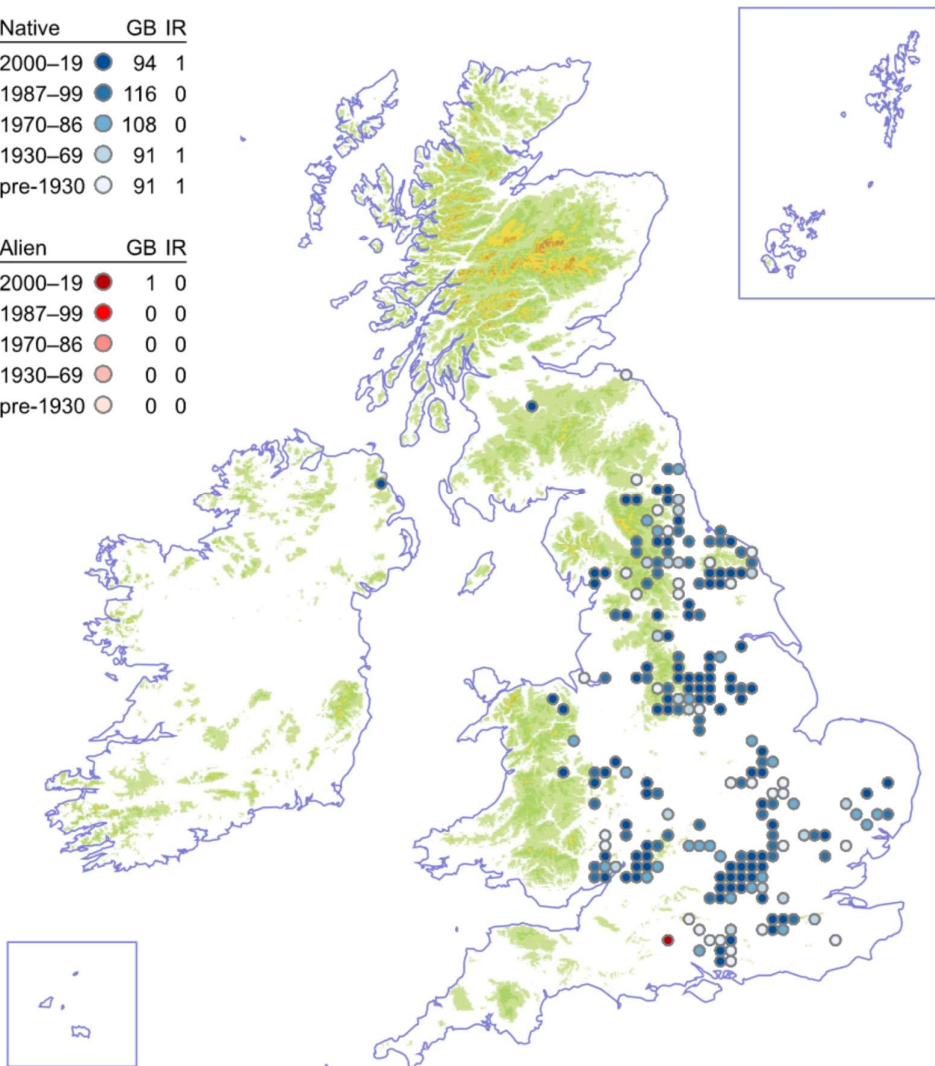 Native GB IR
2000–19 94 1
1987–99 116 0
1970–86 108 0
1930–69 91 1
pre-1930 91 1
Alien GB IR
2000–19 1 0
1987–99 0 0
1970–86 0 0
1930–69 0 0
pre-1930 0 0